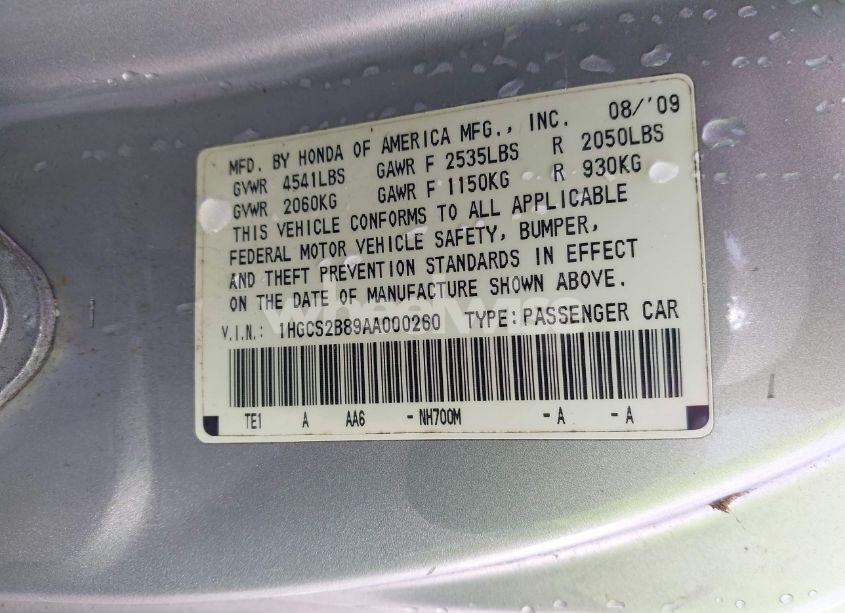 MFD. BY HONDA OF AMERICA MFG., INC. 08/'09
GVWR 4541LBS GAWR F 2535LBS R 2050LBS
GVWR 2060KG GAWR F 1150KG R 930KG
THIS VEHICLE CONFORMS TO ALL APPLICABLE
FEDERAL MOTOR VEHICLE SAFETY, BUMPER,
AND THEFT PREVENTION STANDARDS IN EFFECT
ON THE DATE OF MANUFACTURE SHOWN ABOVE.
V.I.N.: 1HGCS2B89AA000260 TYPE: PASSENGER CAR
TE1 A AA6 - NH700M - A - A